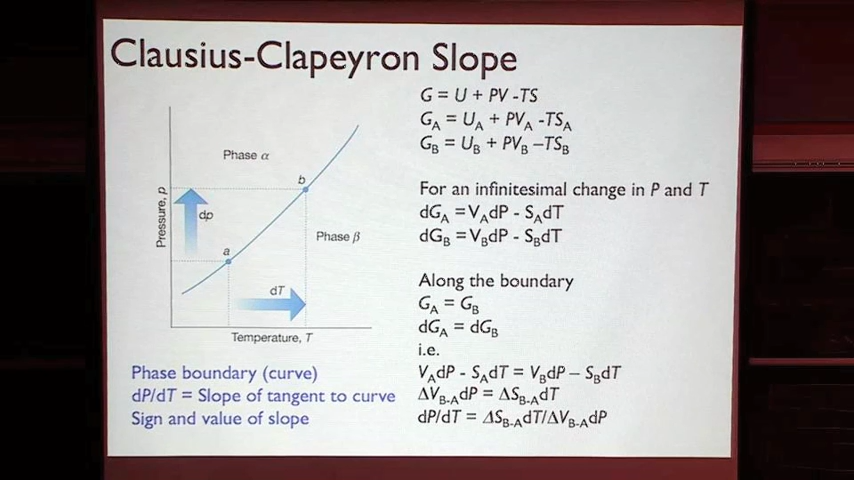 Clausius-Clapeyron Slope
G = U + PV -TS
G_A = U_A + PV_A -TS_A
G_B = U_B + PV_B –TS_B
For an infinitesimal change in P and T
dG_A =V_AdP - S_AdT
dG_B =V_BdP - S_BdT
Along the boundary
G_A = G_B
dG_A = dG_B
i.e.
V_AdP - S_AdT = V_BdP – S_BdT
ΔV_B-AdP = ΔS_B-AdT
dP/dT = ΔS_B-AdT/ΔV_B-AdP
Phase α
b
Pressure, p
dp
Phase β
a
dT
Temperature, T
Phase boundary (curve)
dP/dT = Slope of tangent to curve
Sign and value of slope